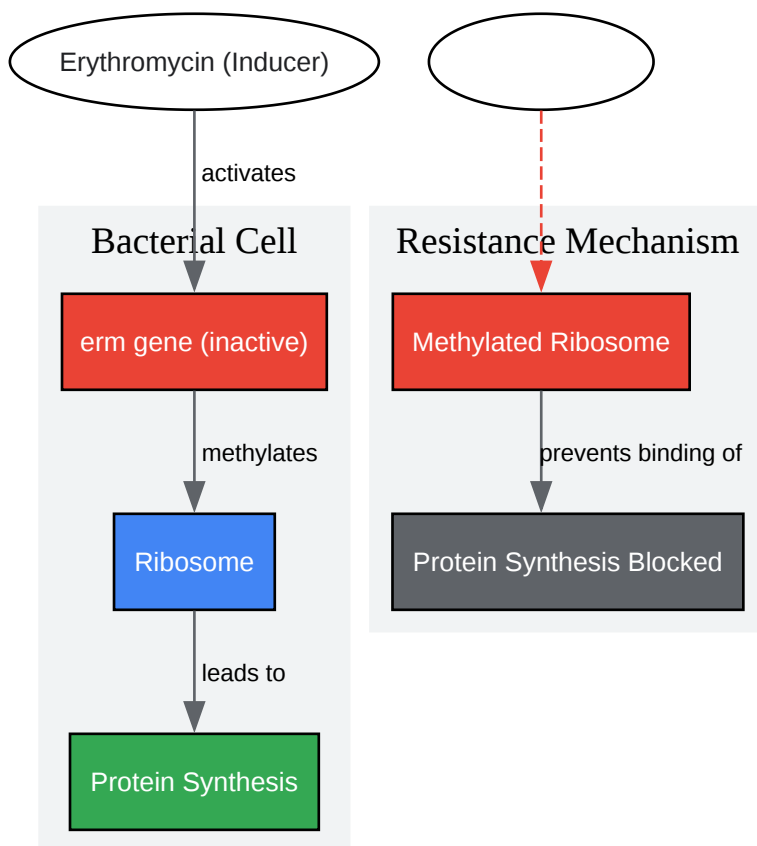 Erythromycin (Inducer)
activates
Bacterial Cell
erm gene (inactive)
methylates
Ribosome
leads to
Protein Synthesis
Resistance Mechanism
Methylated Ribosome
prevents binding of
Protein Synthesis Blocked